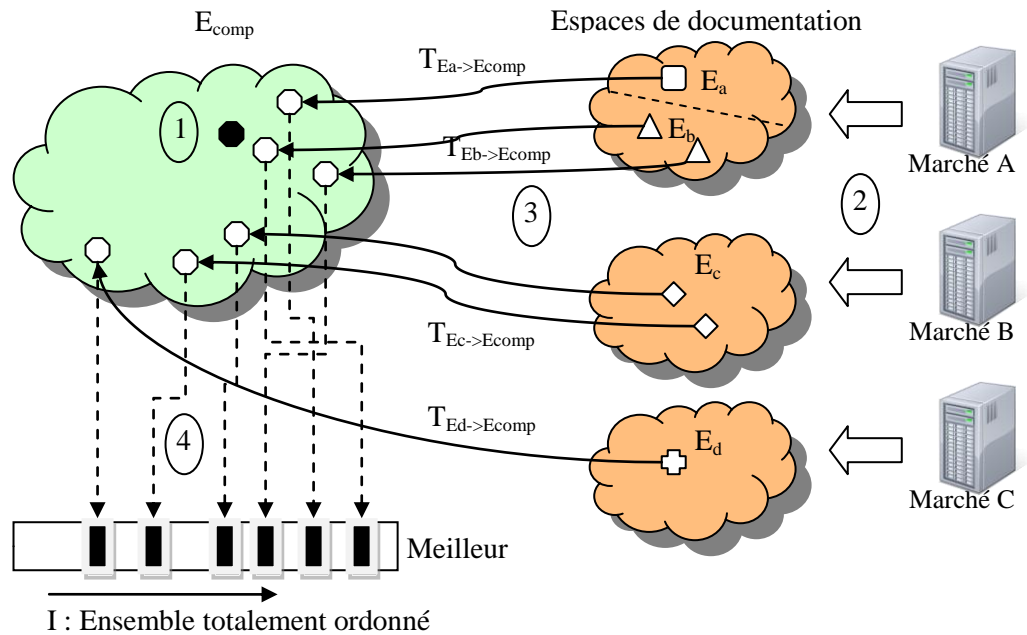 E_comp
Espaces de documentation
T_Ea->Ecomp
E_a
1
E_b
T_Eb->Ecomp
Marché A
3
2
E_c
T_Ec->Ecomp
Marché B
T_Ed->Ecomp
E_d
4
Marché C
Meilleur
I : Ensemble totalement ordonné